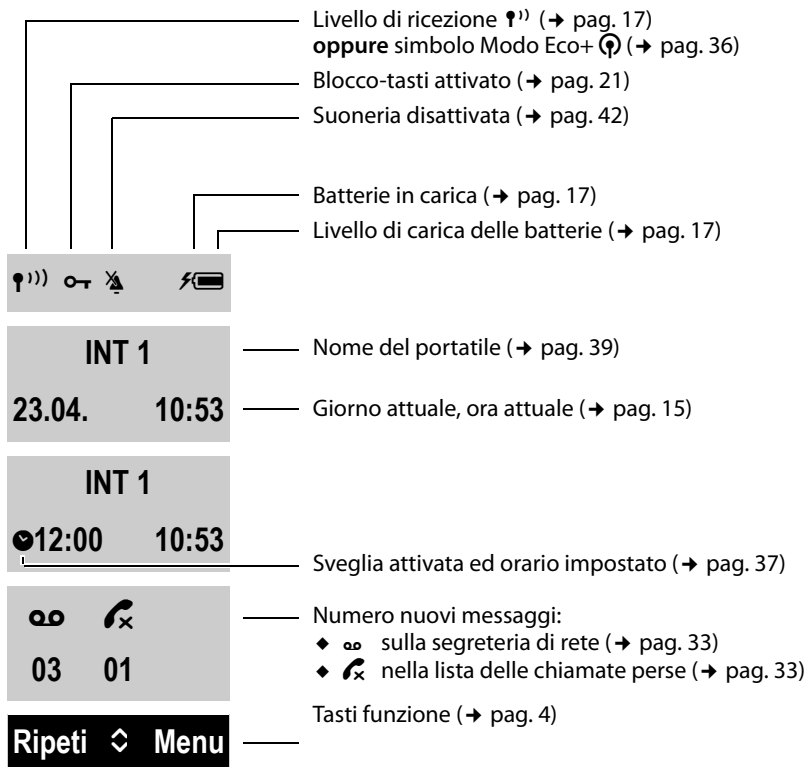 Livello di ricezione (➔ pag. 17)
oppure simbolo Modo Eco+ (➔ pag. 36)
Blocco-tasti attivato (➔ pag. 21)
Suoneria disattivata (➔ pag. 42)
Batterie in carica (➔ pag. 17)
Livello di carica delle batterie (➔ pag. 17)
INT 1
Nome del portatile (➔ pag. 39)
23.04. 10:53
Giorno attuale, ora attuale (➔ pag. 15)
INT 1
12:00 10:53
Sveglia attivata ed orario impostato (➔ pag. 37)
Numero nuovi messaggi:
◆ sulla segreteria di rete (➔ pag. 33)
◆ nella lista delle chiamate perse (➔ pag. 33)
03 01
Tasti funzione (➔ pag. 4)
Ripeti Menu